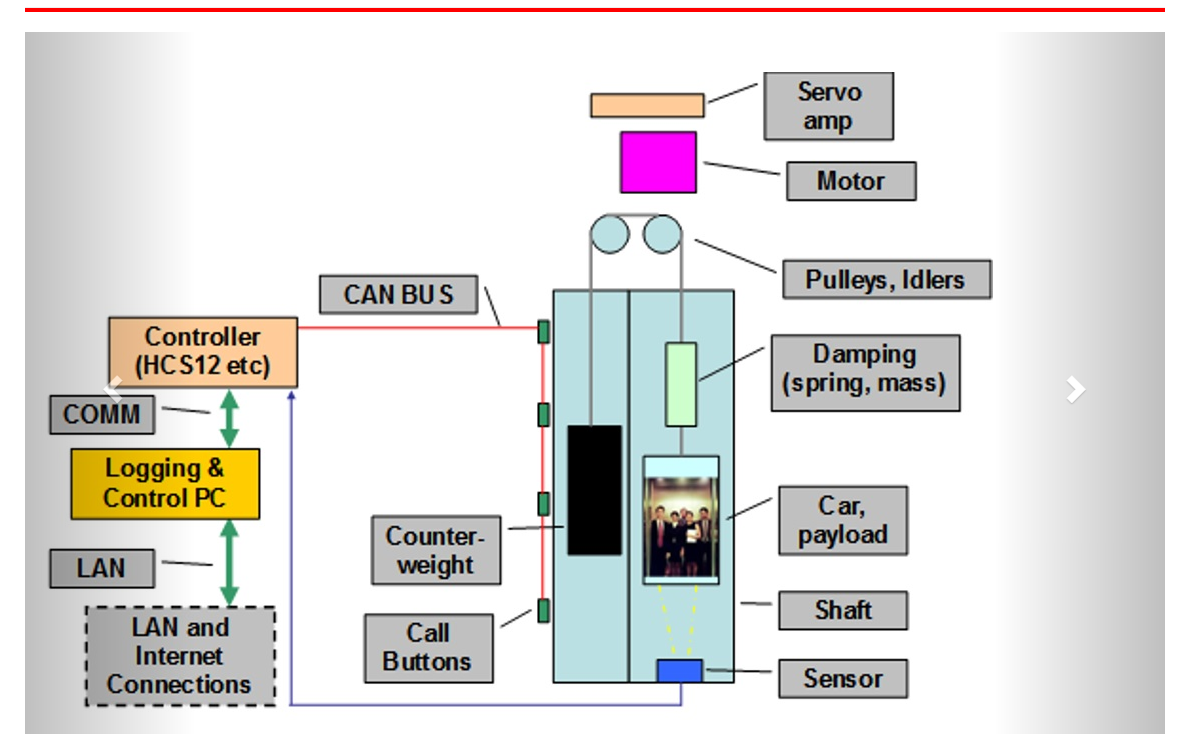 Servo
amp
Motor
Pulleys, Idlers
CAN BUS
Controller
(HCS12 etc)
Damping
(spring, mass)
COMM
Logging &
Control PC
Car,
payload
Counter-
weight
LAN
Shaft
LAN and
Internet
Connections
Call
Buttons
Sensor